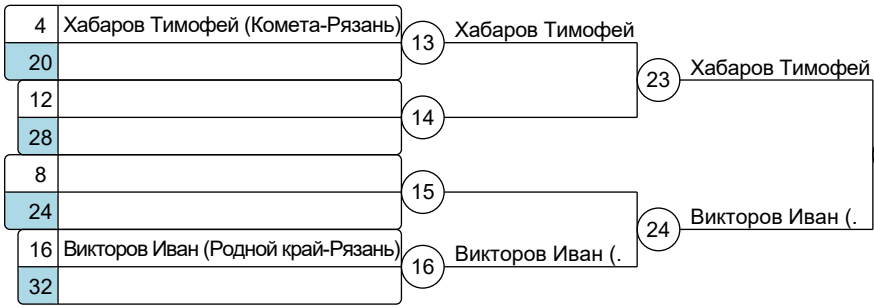 4 Хабаров Тимофей (Комета-Рязань)
20
13 Хабаров Тимофей
12
28
14
23 Хабаров Тимофей
8
24
15
16 Викторов Иван (Родной край-Рязань)
32
16 Викторов Иван (.
24 Викторов Иван (.